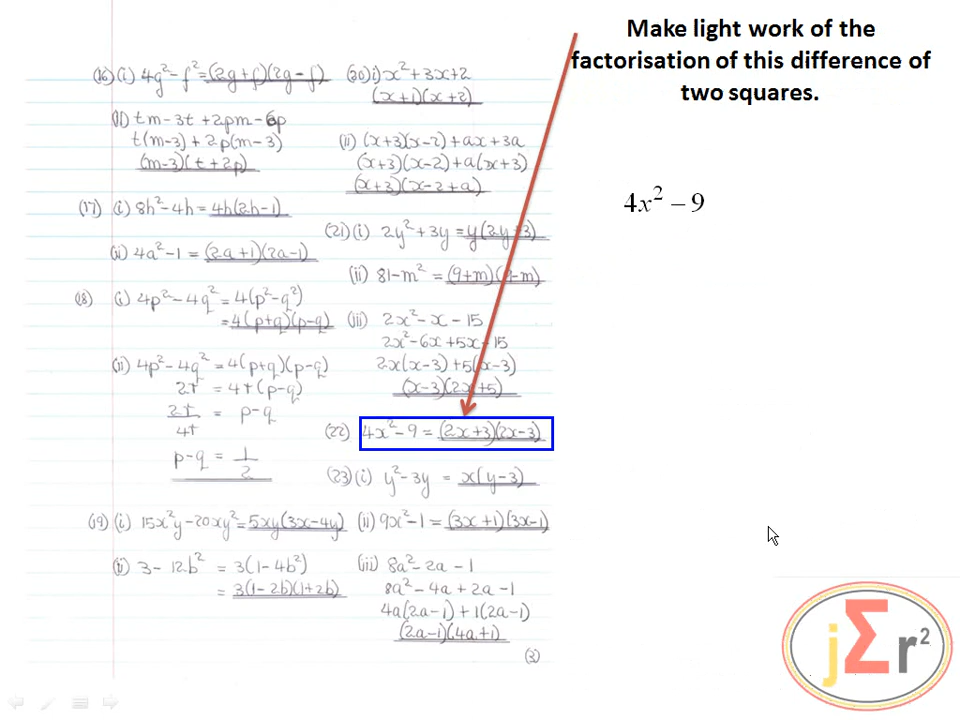 Make light work of the
factorisation of this difference of
two squares.
4x² – 9
(16) (i) 4g² - f² = (2g + f)(2g - f)
(ii) tm - 3t + 2pm - 6p
t(m-3) + 2p(m-3)
(m-3)(t + 2p)
(17) (i) 8h² - 4h = 4h(2h-1)
(ii) 4a² - 1 = (2a+1)(2a-1)
(18) (i) 4p² - 4q² = 4(p² - q²)
= 4(p+q)(p-q)
(ii) 4p² - 4q² = 4(p+q)(p-q)
2t = 4t(p-q)
2t/4t = p-q
p-q = 1/2
(19) (i) 15x²y - 20xy² = 5xy(3x-4y)
(ii) 3 - 12b² = 3(1-4b²)
= 3(1-2b)(1+2b)
(20) i) x² + 3x + 2
(x+1)(x+2)
(ii) (x+3)(x-2) + ax + 3a
(x+3)(x-2) + a(x+3)
(x+3)(x-2+a)
(21) (i) 2y² + 3y = y(2y+3)
(ii) 81 - m² = (9+m)(9-m)
(iii) 2x² - x - 15
2x² - 6x + 5x - 15
2x(x-3) + 5(x-3)
(x-3)(2x+5)
(22) 4x² - 9 = (2x+3)(2x-3)
(23) (i) y² - 3y = x(y-3)
(ii) 9x² - 1 = (3x+1)(3x-1)
(iii) 8a² - 2a - 1
8a² - 4a + 2a - 1
4a(2a-1) + 1(2a-1)
(2a-1)(4a+1)
(3)
jΣr²